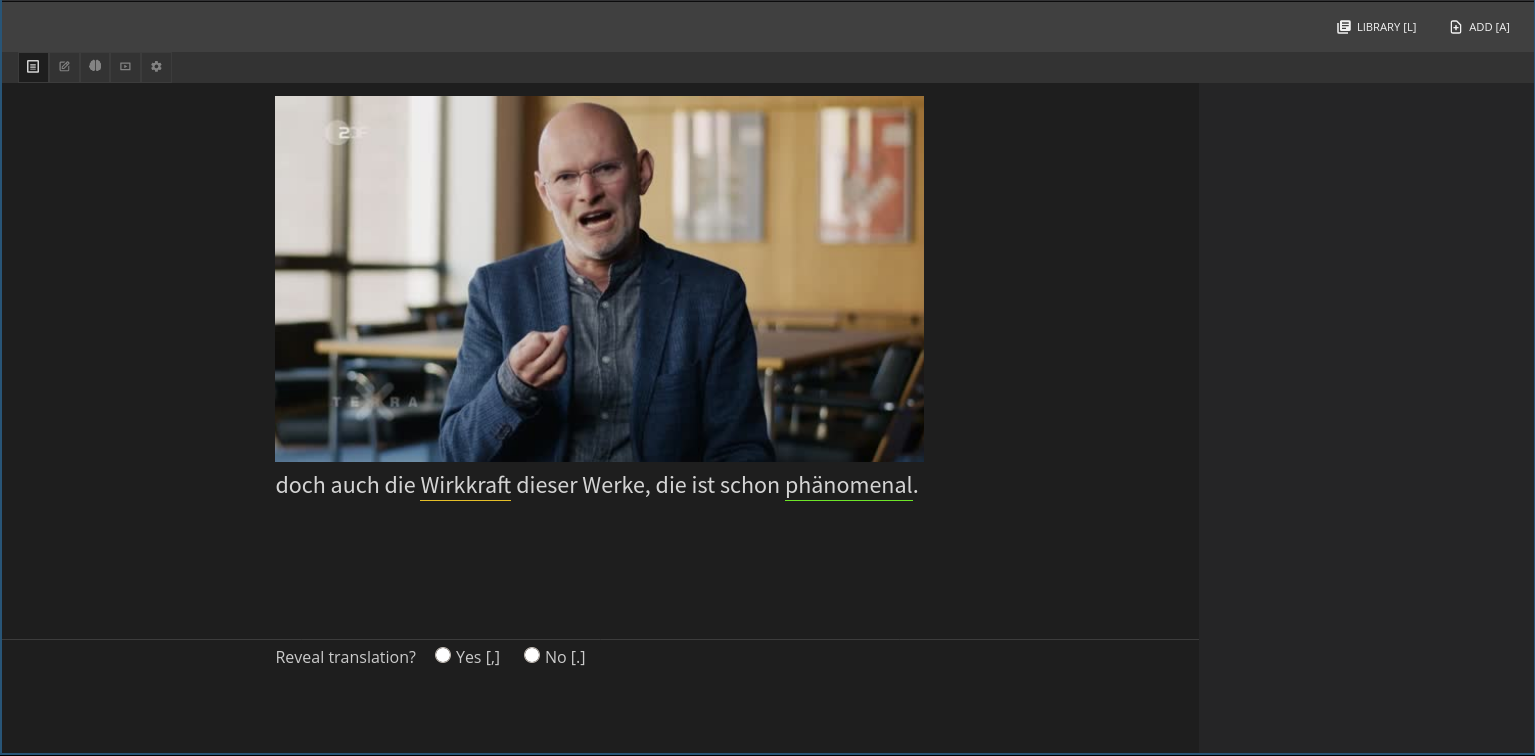 LIBRARY [L] ADD [A]
ZDF
TERRA
doch auch die Wirkkraft dieser Werke, die ist schon phänomenal.
Reveal translation? Yes [,] No [.]